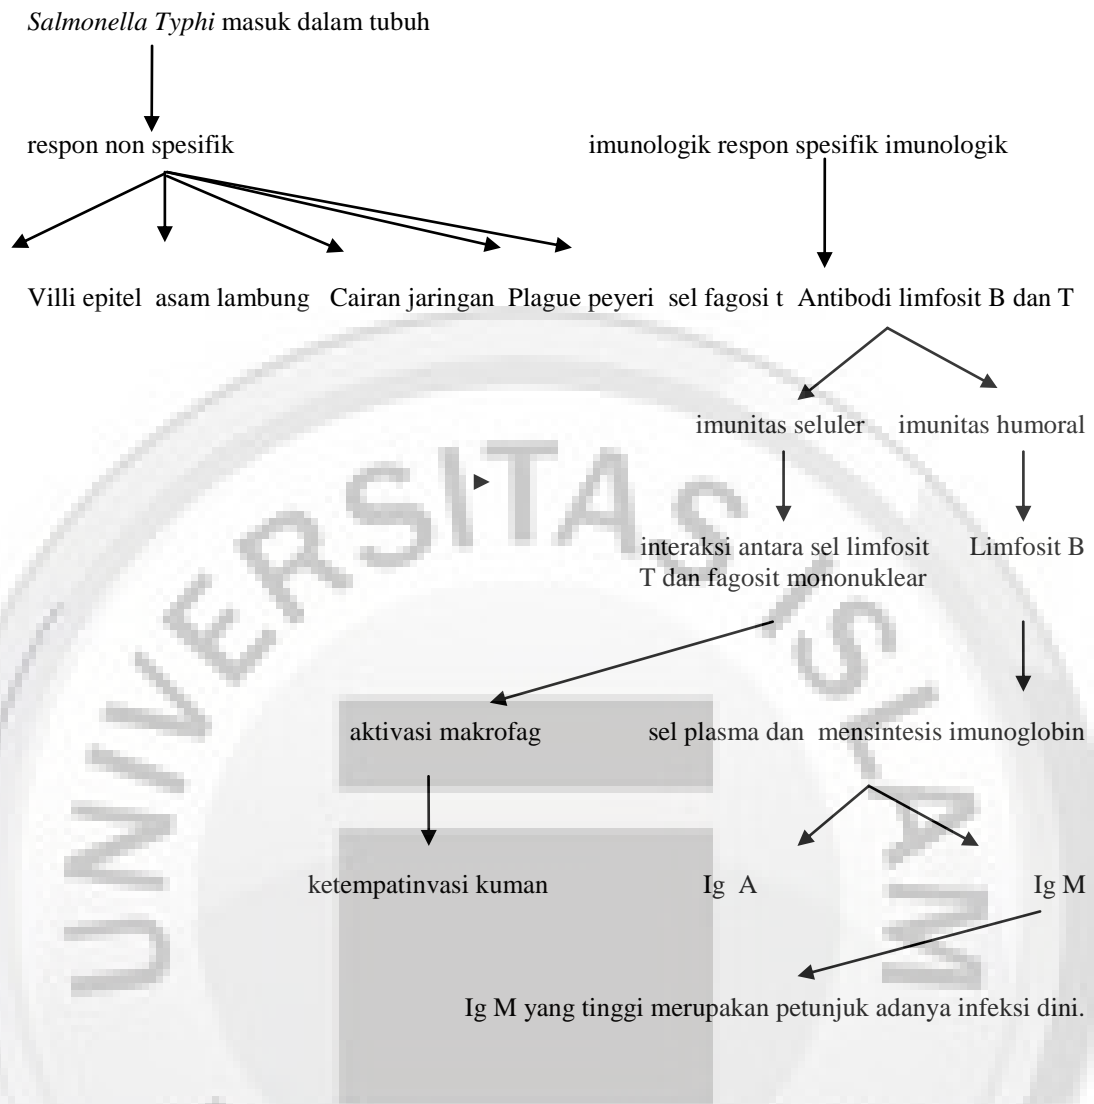 Salmonella Typhi masuk dalam tubuh
respon non spesifik imunologik respon spesifik imunologik
Villi epitel asam lambung Cairan jaringan Plague peyeri sel fagosi t Antibodi limfosit B dan T
imunitas seluler imunitas humoral
interaksi antara sel limfosit Limfosit B
T dan fagosit mononuklear
aktivasi makrofag sel plasma dan mensintesis imunoglobin
ketempatinvasi kuman Ig A Ig M
Ig M yang tinggi merupakan petunjuk adanya infeksi dini.
UNIVERSITAS ISLAM